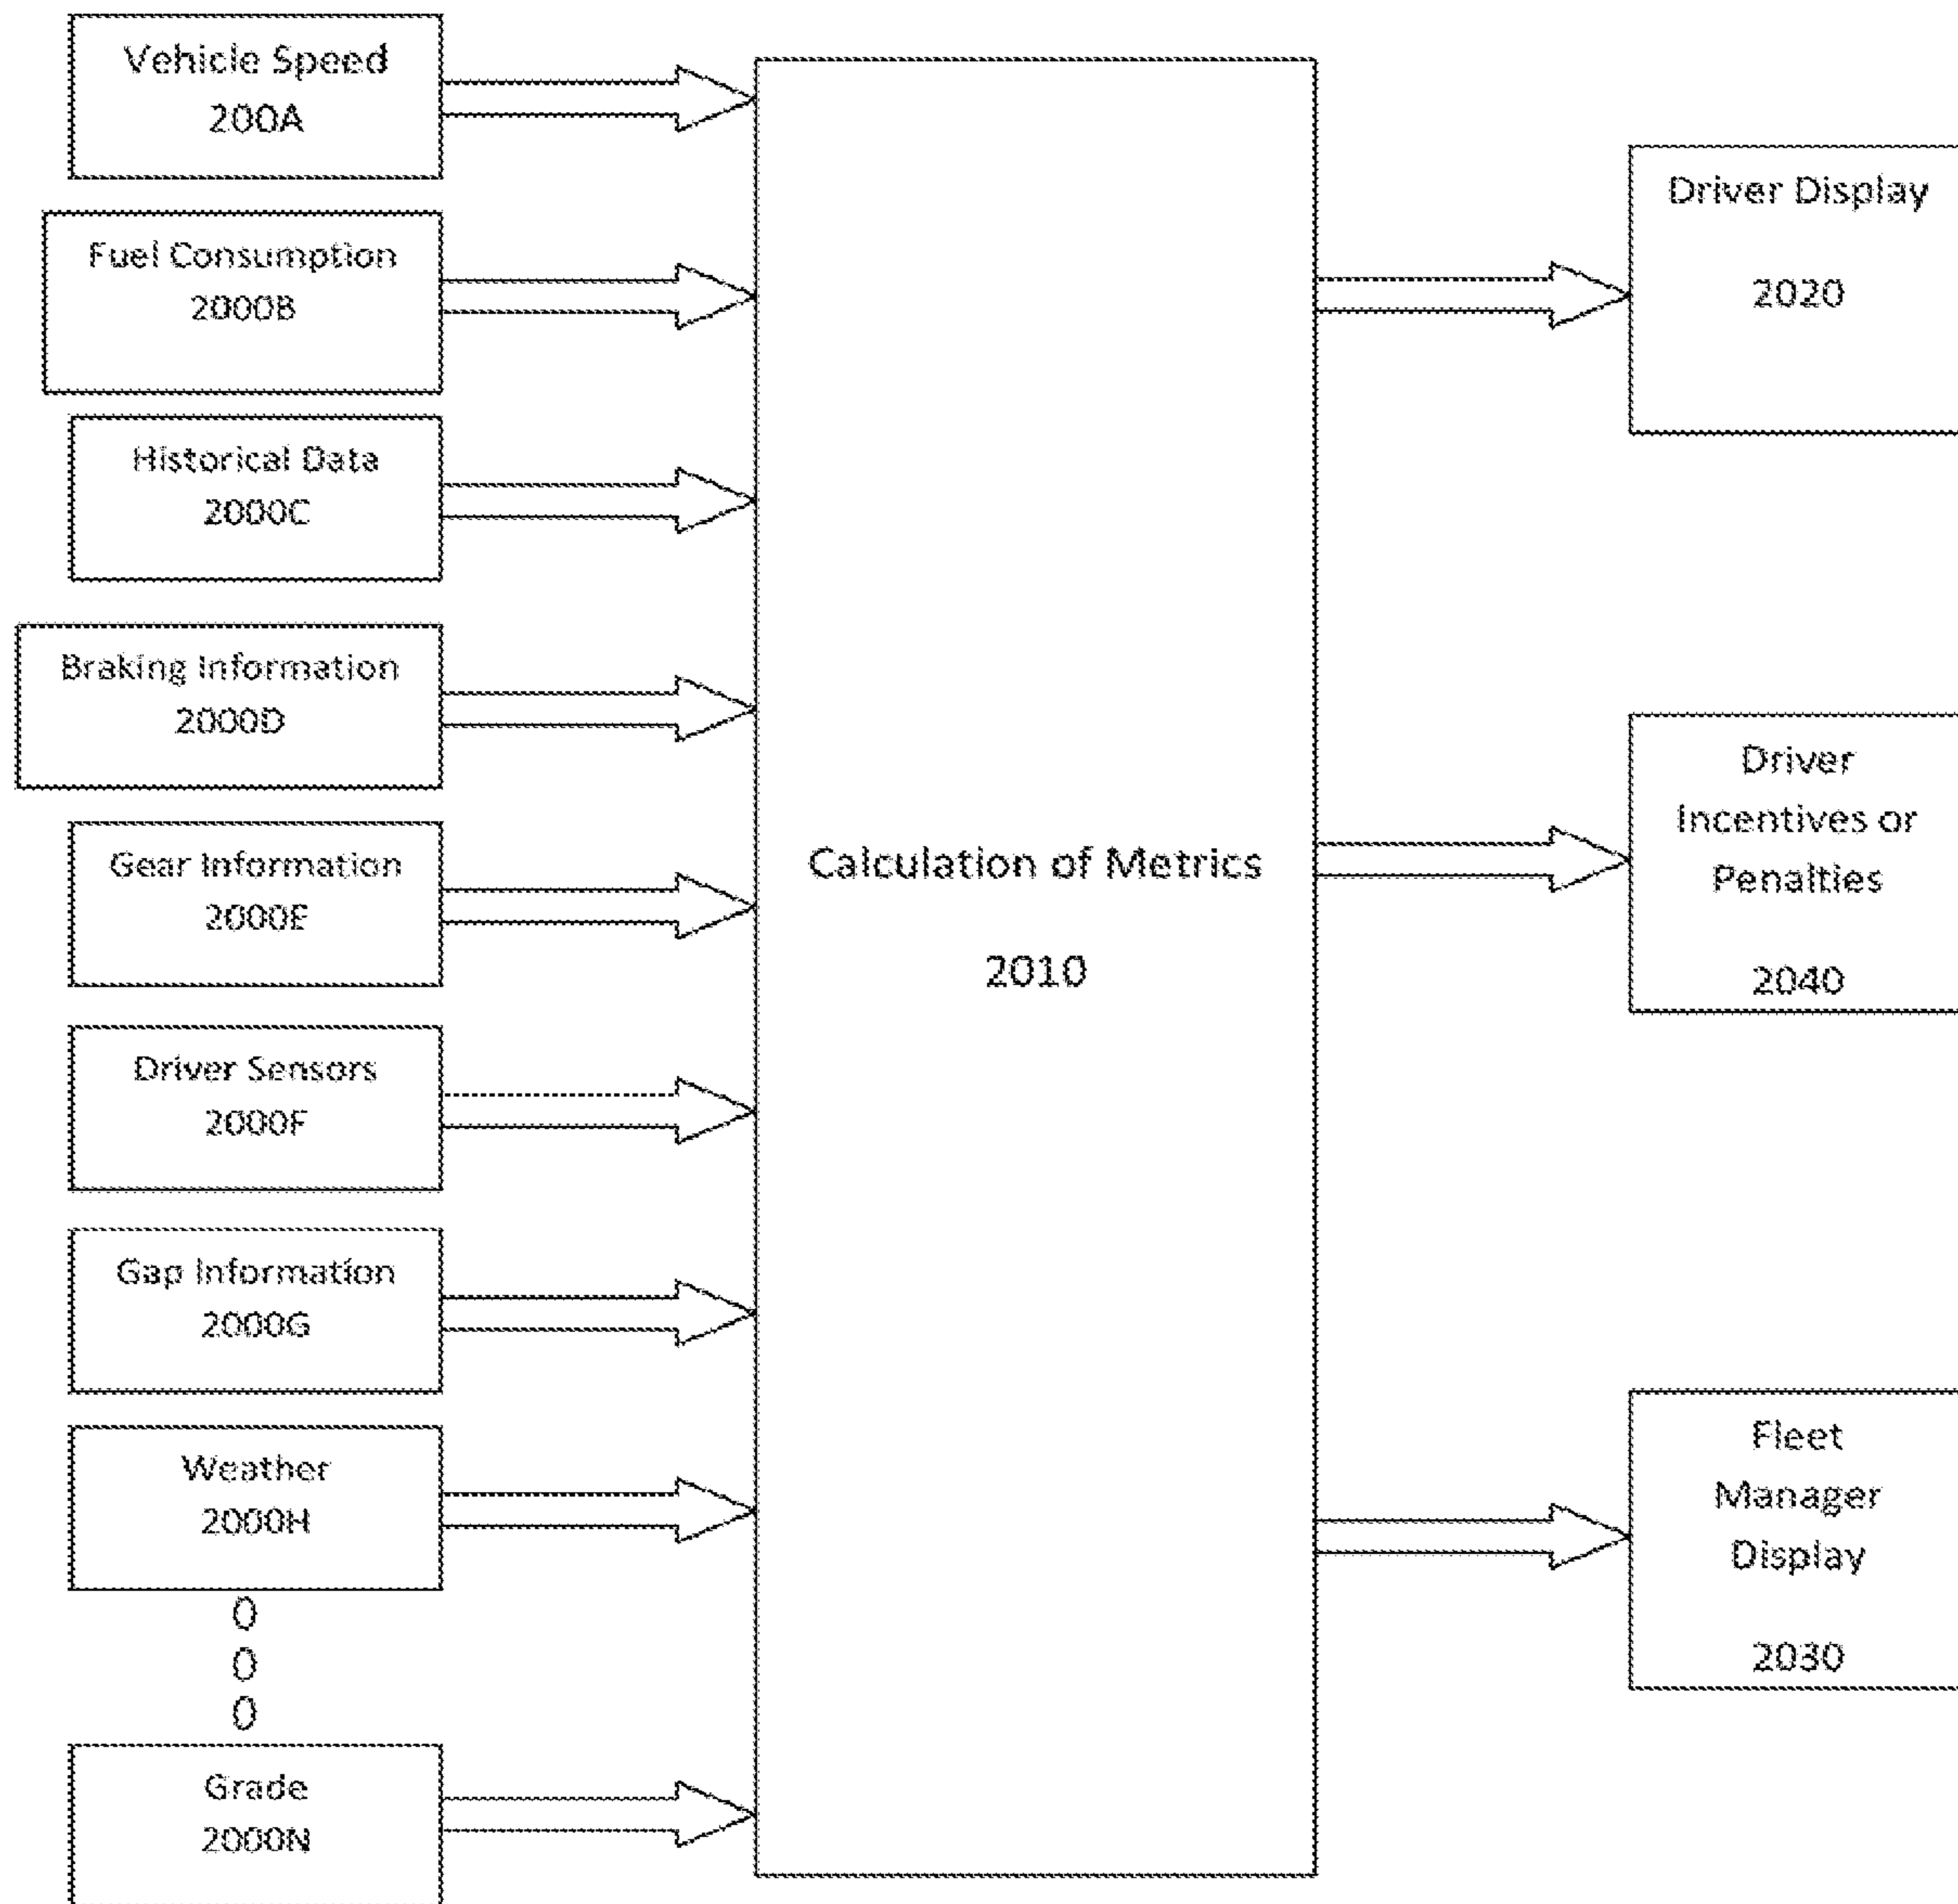 Vehicle Speed
200A
Fuel Consumption
2000B
Historical Data
2000C
Braking Information
2000D
Gear Information
2000E
Driver Sensors
2000F
Gap Information
2000G
Weather
2000H
0
0
0
Grade
2000N
Calculation of Metrics
2010
Driver Display
2020
Driver
Incentives or
Penalties
2040
Fleet
Manager
Display
2030